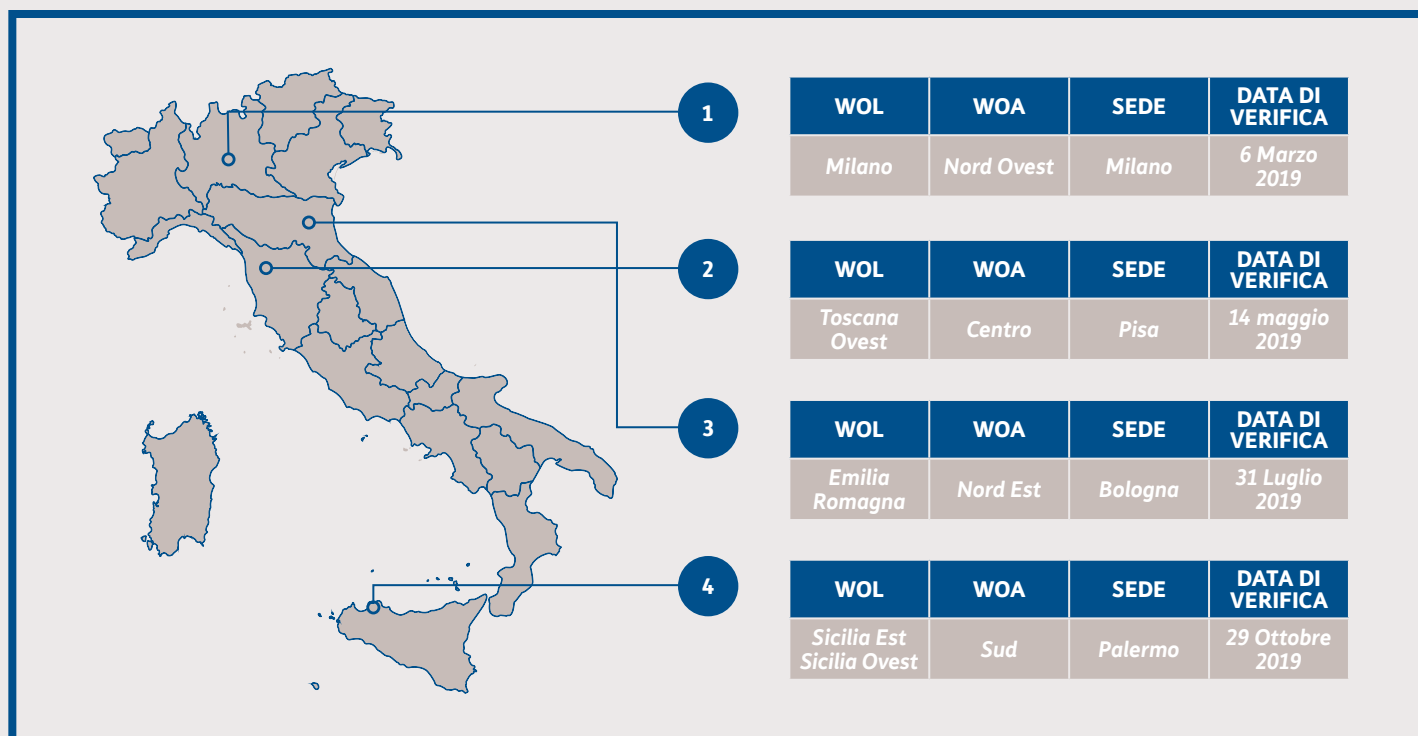 1
WOL WOA SEDE DATA DI
VERIFICA
Milano Nord Ovest Milano 6 Marzo
2019
2
WOL WOA SEDE DATA DI
VERIFICA
Toscana
Ovest Centro Pisa 14 maggio
2019
3
WOL WOA SEDE DATA DI
VERIFICA
Emilia
Romagna Nord Est Bologna 31 Luglio
2019
4
WOL WOA SEDE DATA DI
VERIFICA
Sicilia Est
Sicilia Ovest Sud Palermo 29 Ottobre
2019